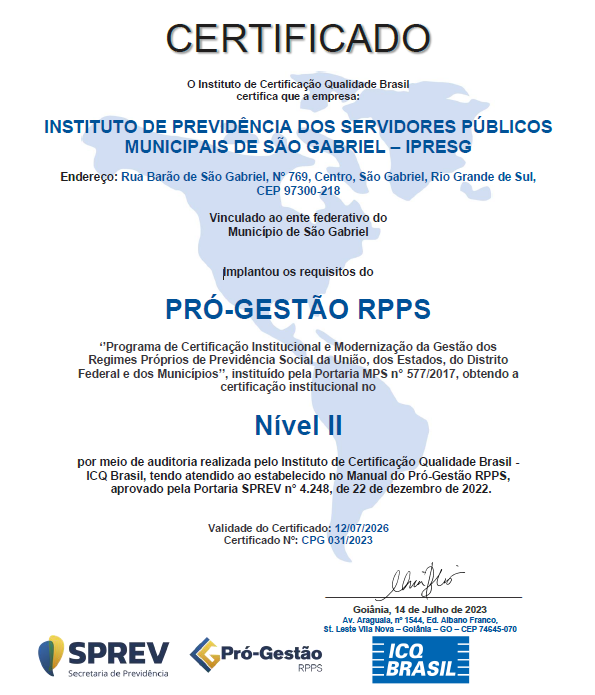 CERTIFICADO
O Instituto de Certificação Qualidade Brasil
certifica que a empresa:
INSTITUTO DE PREVIDÊNCIA DOS SERVIDORES PÚBLICOS
MUNICIPAIS DE SÃO GABRIEL – IPRESG
Endereço: Rua Barão de São Gabriel, Nº 769, Centro, São Gabriel, Rio Grande de Sul,
CEP 97300-218
Vinculado ao ente federativo do
Município de São Gabriel
Implantou os requisitos do
PRÓ-GESTÃO RPPS
‘’Programa de Certificação Institucional e Modernização da Gestão dos
Regimes Próprios de Previdência Social da União, dos Estados, do Distrito
Federal e dos Municípios’’, instituído pela Portaria MPS n° 577/2017, obtendo a
certificação institucional no
Nível II
por meio de auditoria realizada pelo Instituto de Certificação Qualidade Brasil -
ICQ Brasil, tendo atendido ao estabelecido no Manual do Pró-Gestão RPPS,
aprovado pela Portaria SPREV n° 4.248, de 22 de dezembro de 2022.
Validade do Certificado: 12/07/2026
Certificado Nº: CPG 031/2023
Goiânia, 14 de Julho de 2023
Av. Araguaia, nº 1544, Ed. Albano Franco,
St. Leste Vila Nova – Goiânia – GO – CEP 74645-070
SPREV
Secretaria de Previdência
Pró-Gestão
RPPS
ICQ
BRASIL